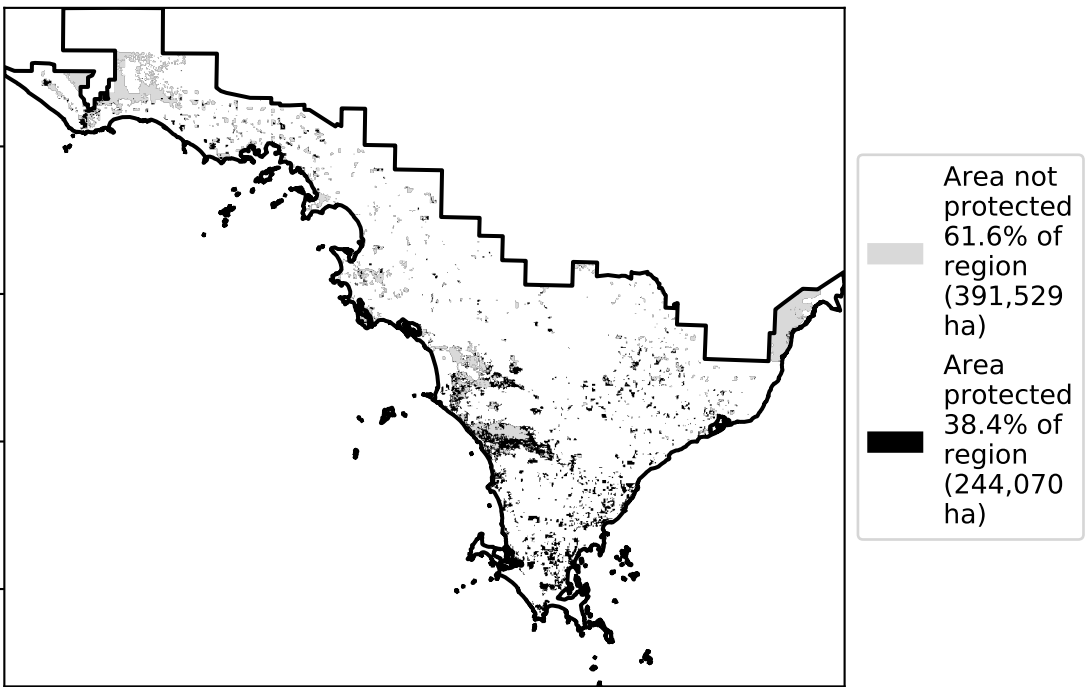 Area not
protected
61.6% of
region
(391,529
ha)
Area
protected
38.4% of
region
(244,070
ha)